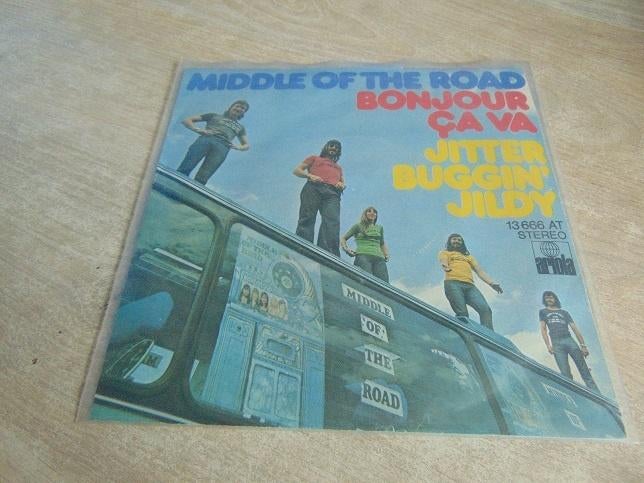 MIDDLE OF THE ROAD
BONJOUR
ÇA VA
JITTER
BUGGIN'
JILDY
13 666 AT
STEREO
ariola
MIDDLE
OF
THE
ROAD